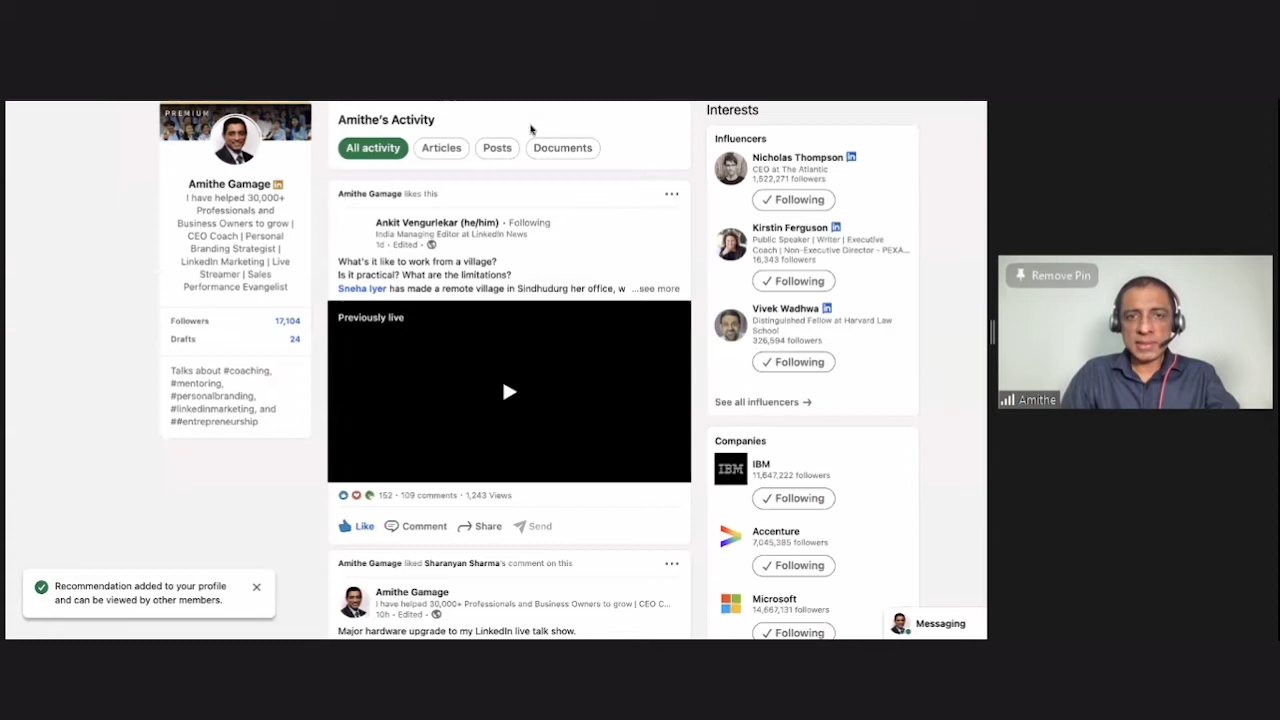 PREMIUM
Amithe Gamage
I have helped 30,000+
Professionals and
Business Owners to grow |
CEO Coach | Personal
Branding Strategist |
LinkedIn Marketing | Live
Streamer | Sales
Performance Evangelist
Followers 17,104
Drafts 24
Talks about #coaching,
#mentoring,
#personalbranding,
#linkedinmarketing, and
##entrepreneurship
Recommendation added to your profile
and can be viewed by other members.
Amithe's Activity
All activity Articles Posts Documents
Amithe Gamage likes this
Ankit Vengurlekar (he/him) • Following
India Managing Editor at LinkedIn News
1d • Edited •
What's it like to work from a village?
Is it practical? What are the limitations?
Sneha Iyer has made a remote village in Sindhudurg her office, w ...see more
Previously live
152 • 109 comments • 1,243 Views
Like Comment Share Send
Amithe Gamage liked Sharanyan Sharma's comment on this
Amithe Gamage
I have helped 30,000+ Professionals and Business Owners to grow | CEO C...
10h • Edited •
Major hardware upgrade to my LinkedIn live talk show.
Interests
Influencers
Nicholas Thompson in
CEO at The Atlantic
1,522,271 followers
Following
Kirstin Ferguson in
Public Speaker | Writer | Executive
Coach | Non-Executive Director - PEXA...
16,343 followers
Following
Vivek Wadhwa in
Distinguished Fellow at Harvard Law
School
326,594 followers
Following
See all influencers →
Companies
IBM
IBM
11,647,222 followers
Following
Accenture
7,045,385 followers
Following
Microsoft
14,667,131 followers
Following
Messaging
Remove Pin
Amithe